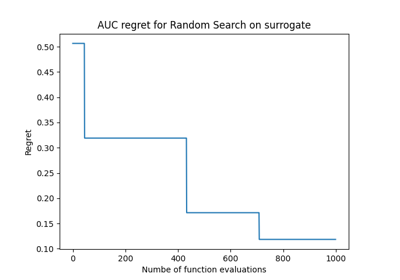 AUC regret for Random Search on surrogate
0.50
0.45
0.40
0.35
0.30
0.25
0.20
0.15
0.10
Regret
0 200 400 600 800 1000
Numbe of function evaluations